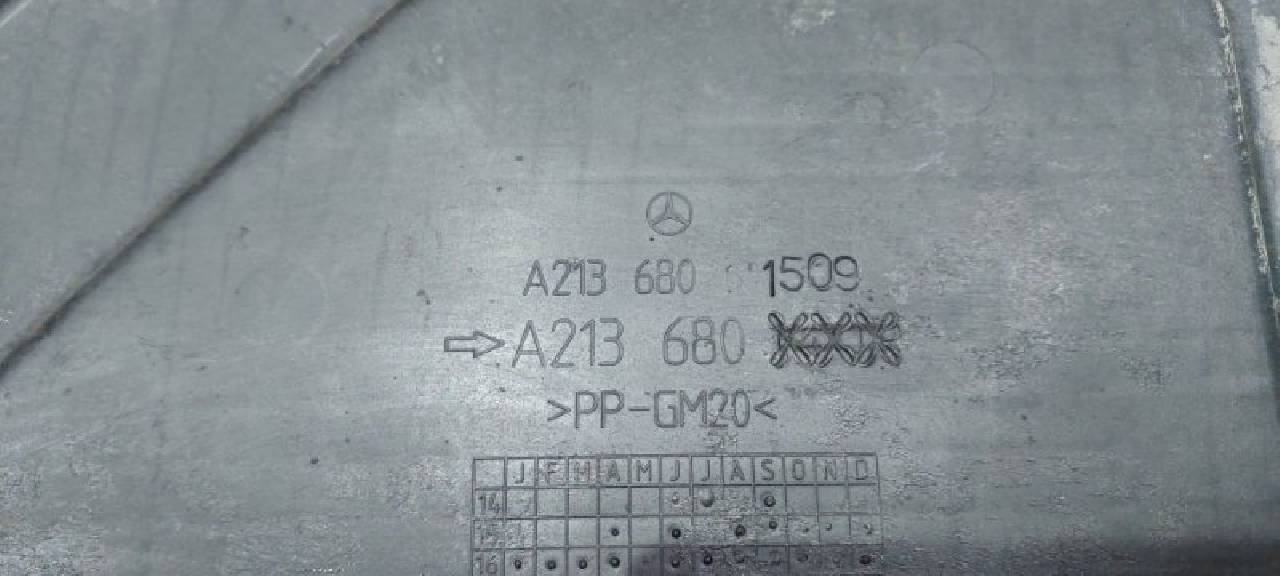 A213 680 1509
A213 680
>PP-GM20<
J F M A M J J A S O N D
14
15
16